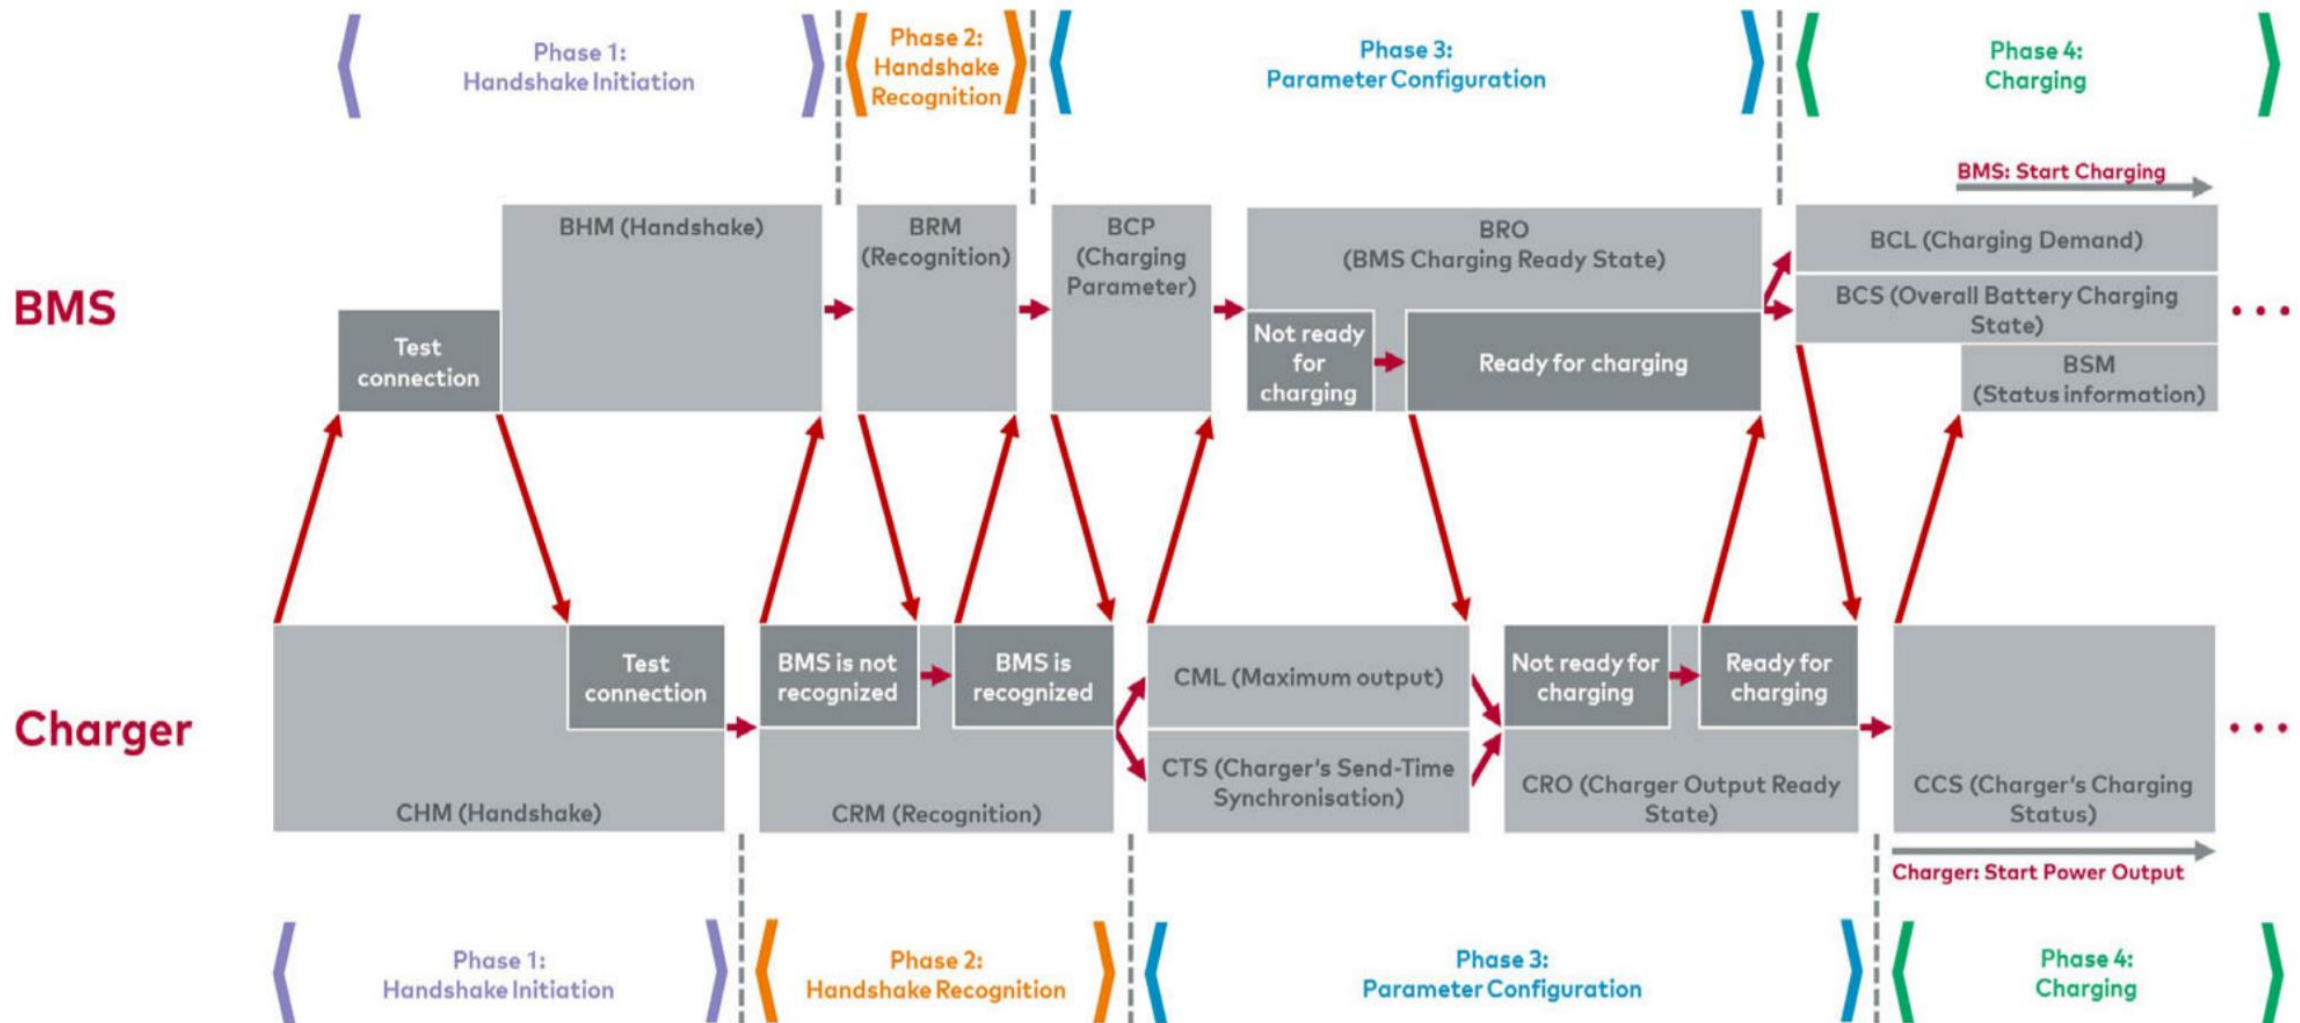 Phase 1:
Handshake Initiation
Phase 2:
Handshake
Recognition
Phase 3:
Parameter Configuration
Phase 4:
Charging
BMS: Start Charging
BMS
Test
connection
BHM (Handshake)
BRM
(Recognition)
BCP
(Charging
Parameter)
BRO
(BMS Charging Ready State)
Not ready
for
charging
Ready for charging
BCL (Charging Demand)
BCS (Overall Battery Charging
State)
BSM
(Status information)
Charger
CHM (Handshake)
Test
connection
BMS is not
recognized
BMS is
recognized
CRM (Recognition)
CML (Maximum output)
CTS (Charger's Send-Time
Synchronisation)
Not ready for
charging
Ready for
charging
CRO (Charger Output Ready
State)
CCS (Charger's Charging
Status)
Charger: Start Power Output
Phase 1:
Handshake Initiation
Phase 2:
Handshake Recognition
Phase 3:
Parameter Configuration
Phase 4:
Charging